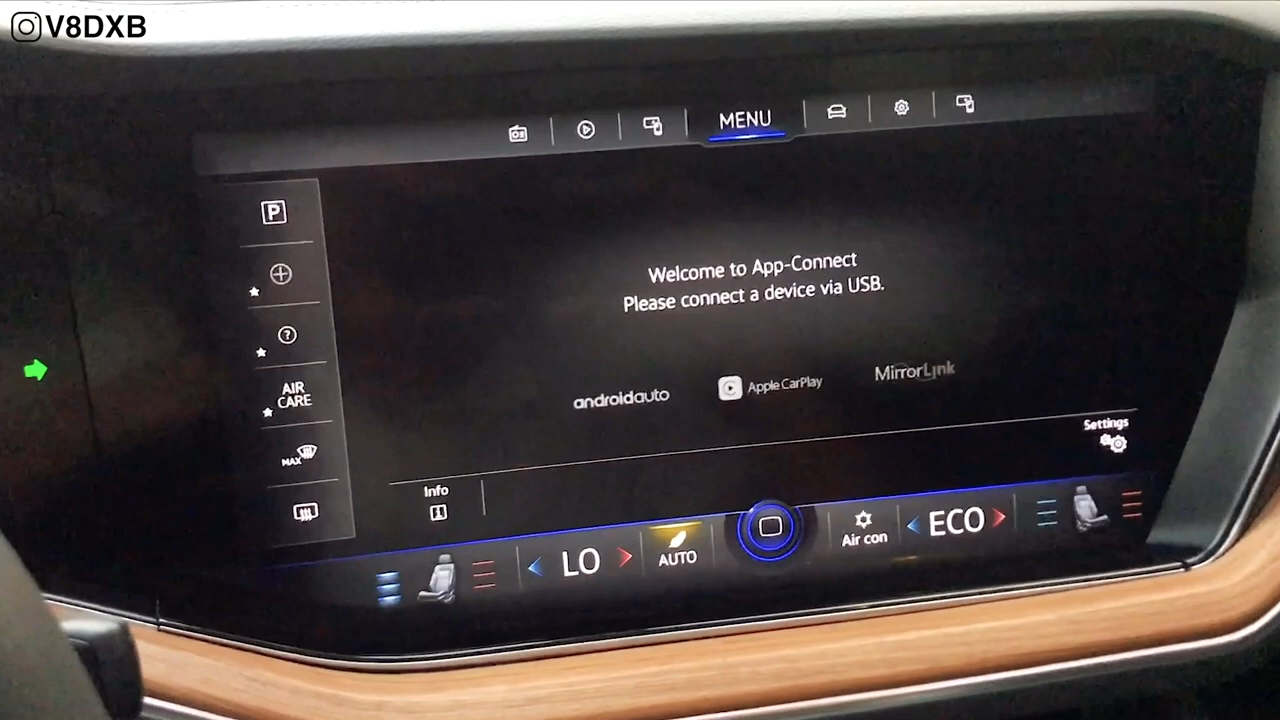 V8DXB
MENU
P
Welcome to App-Connect
Please connect a device via USB.
?
AIR
CARE
androidauto
Apple CarPlay
MirrorLink
MAX
Settings
Info
i
LO
AUTO
Air con
ECO